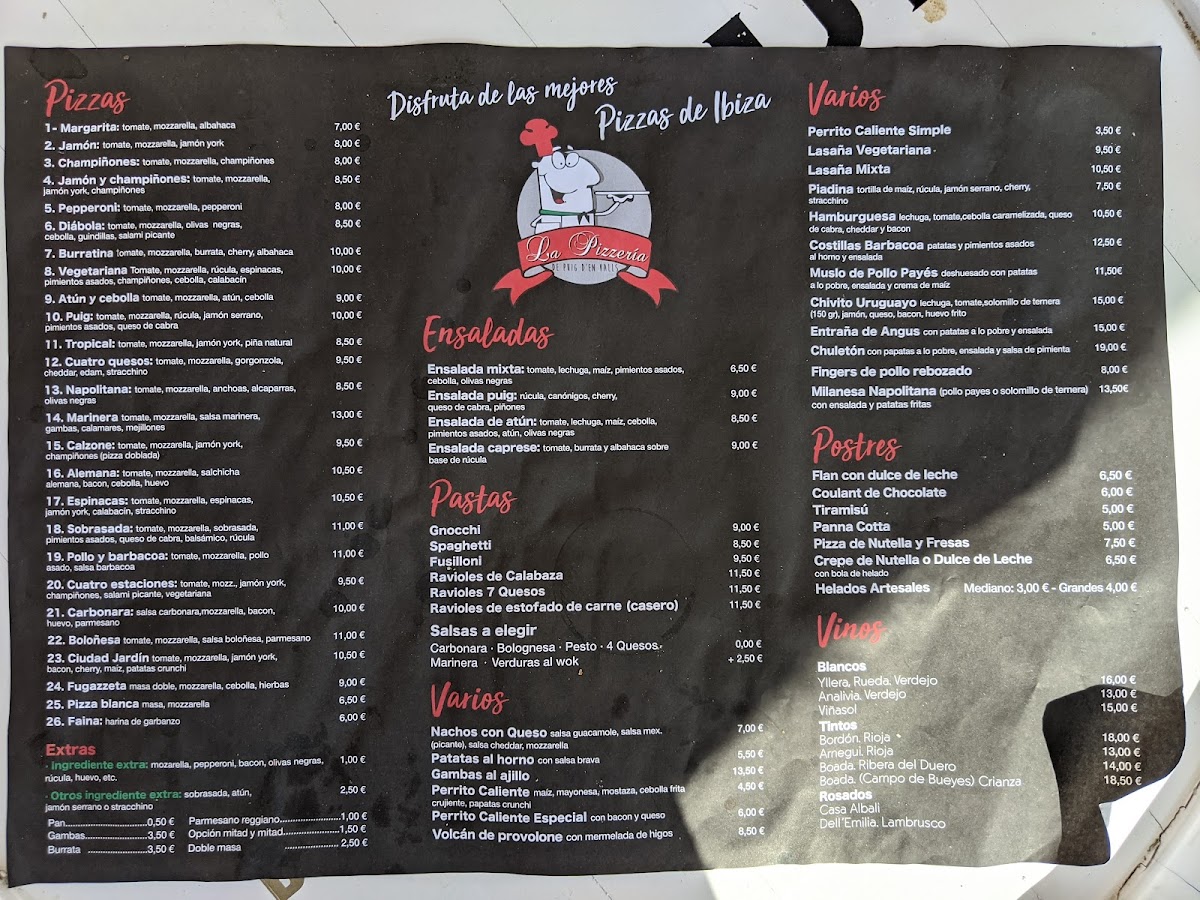 Pizzas
1- Margarita: tomate, mozzarella, albahaca 7,00 €
2. Jamón: tomate, mozzarella, jamón york 8,00 €
3. Champiñones: tomate, mozzarella, champiñones 8,00 €
4. Jamón y champiñones: tomate, mozzarella, 8,50 €
jamón york, champiñones
5. Pepperoni: tomate, mozzarella, pepperoni 8,00 €
6. Diábola: tomate, mozzarella, olivas negras, 8,50 €
cebolla, guindillas, salami picante
7. Burratina tomate, mozzarella, burrata, cherry, albahaca 10,00 €
8. Vegetariana Tomate, mozzarella, rúcula, espinacas, 10,00 €
pimientos asados, champiñones, cebolla, calabacín
9. Atún y cebolla tomate, mozzarella, atún, cebolla 9,00 €
10. Puig: tomate, mozzarella, rúcula, jamón serrano, 10,00 €
pimientos asados, queso de cabra
11. Tropical: tomate, mozzarella, jamón york, piña natural 8,50 €
12. Cuatro quesos: tomate, mozzarella, gorgonzola, 9,50 €
cheddar, edam, stracchino
13. Napolitana: tomate, mozzarella, anchoas, alcaparras, 8,50 €
olivas negras
14. Marinera tomate, mozzarella, salsa marinera, 13,00 €
gambas, calamares, mejillones
15. Calzone: tomate, mozzarella, jamón york, 9,50 €
champiñones (pizza doblada)
16. Alemana: tomate, mozzarella, salchicha 10,50 €
alemana, bacon, cebolla, huevo
17. Espinacas: tomate, mozzarella, espinacas, 10,50 €
jamón york, calabacín, stracchino
18. Sobrasada: tomate, mozzarella, sobrasada, 11,00 €
pimientos asados, queso de cabra, balsámico, rúcula
19. Pollo y barbacoa: tomate, mozzarella, pollo 11,00 €
asado, salsa barbacoa
20. Cuatro estaciones: tomate, mozz., jamón york, 9,50 €
champiñones, salami picante, vegetariana
21. Carbonara: salsa carbonara,mozzarella, bacon, 10,00 €
huevo, parmesano
22. Boloñesa tomate, mozzarella, salsa boloñesa, parmesano 11,00 €
23. Ciudad Jardín tomate, mozzarella, jamón york, 10,50 €
bacon, cherry, maíz, patatas crunchi
24. Fugazzeta masa doble, mozzarella, cebolla, hierbas 9,00 €
25. Pizza blanca masa, mozzarella 6,50 €
26. Faina: harina de garbanzo 6,00 €
Extras
· Ingrediente extra: mozarella, pepperoni, bacon, olivas negras, 1,00 €
rúcula, huevo, etc.
· Otros ingrediente extra: sobrasada, atún, 2,50 €
jamón serrano o stracchino
Pan.........................0,50 € Parmesano reggiano.....................1,00 €
Gambas...................3,50 € Opción mitad y mitad...................1,50 €
Burrata ...................3,50 € Doble masa .................. 2,50 €
Disfruta de las mejores
Pizzas de Ibiza
La Pizzería
DE PUIG D'EN VALLS
Ensaladas
Ensalada mixta: tomate, lechuga, maíz, pimientos asados, 6,50 €
cebolla, olivas negras
Ensalada puig: rúcula, canónigos, cherry, 9,00 €
queso de cabra, piñones
Ensalada de atún: tomate, lechuga, maíz, cebolla, 8,50 €
pimientos asados, atún, olivas negras
Ensalada caprese: tomate, burrata y albahaca sobre 9,00 €
base de rúcula
Pastas
Gnocchi 9,00 €
Spaghetti 8,50 €
Fusilloni 9,50 €
Ravioles de Calabaza 11,50 €
Ravioles 7 Quesos 11,50 €
Ravioles de estofado de carne (casero) 11,50 €
Salsas a elegir
Carbonara · Bolognesa · Pesto · 4 Quesos 0,00 €
Marinera · Verduras al wok + 2,50 €
Varios
Nachos con Queso salsa guacamole, salsa mex. 7,00 €
(picante), salsa cheddar, mozzarella
Patatas al horno con salsa brava 5,50 €
Gambas al ajillo 13,50 €
Perrito Caliente maíz, mayonesa, mostaza, cebolla frita 4,50 €
crujiente, papatas crunchi
Perrito Caliente Especial con bacon y queso 6,00 €
Volcán de provolone con mermelada de higos 8,50 €
Varios
Perrito Caliente Simple 3,50 €
Lasaña Vegetariana 9,50 €
Lasaña Mixta 10,50 €
Piadina tortilla de maíz, rúcula, jamón serrano, cherry, 7,50 €
stracchino
Hamburguesa lechuga, tomate,cebolla caramelizada, queso 10,50 €
de cabra, cheddar y bacon
Costillas Barbacoa patatas y pimientos asados 12,50 €
al horno y ensalada
Muslo de Pollo Payés deshuesado con patatas 11,50€
a lo pobre, ensalada y crema de maíz
Chivito Uruguayo lechuga, tomate,solomillo de ternera 15,00 €
(150 gr), jamón, queso, bacon, huevo frito
Entraña de Angus con patatas a lo pobre y ensalada 15,00 €
Chuletón con papatas a lo pobre, ensalada y salsa de pimienta 19,00 €
Fingers de pollo rebozado 8,00 €
Milanesa Napolitana (pollo payes o solomillo de ternera) 13,50€
con ensalada y patatas fritas
Postres
Flan con dulce de leche 6,50 €
Coulant de Chocolate 6,00 €
Tiramisú 5,00 €
Panna Cotta 5,00 €
Pizza de Nutella y Fresas 7,50 €
Crepe de Nutella o Dulce de Leche 6,50 €
con bola de helado
Helados Artesales Mediano: 3,00 € - Grandes 4,00 €
Vinos
Blancos
Yllera, Rueda. Verdejo 16,00 €
Analivia. Verdejo 13,00 €
Viñasol 15,00 €
Tintos
Bordón. Rioja 18,00 €
Amegui. Rioja 13,00 €
Boada. Ribera del Duero 14,00 €
Boada. (Campo de Bueyes) Crianza 18,50 €
Rosados
Casa Albali
Dell'Emilia. Lambrusco